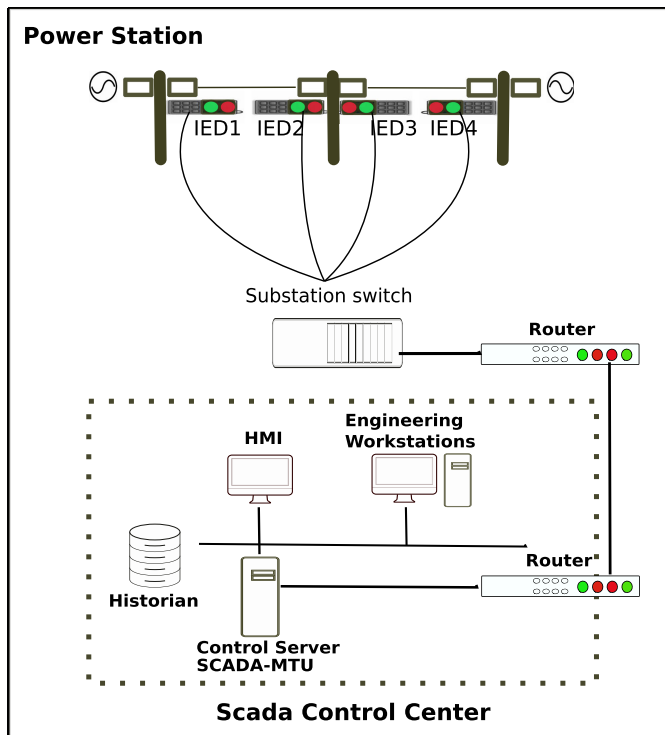 Power Station
IED1 IED2 IED3 IED4
Substation switch
Router
Engineering
Workstations
HMI
Router
Historian
Control Server
SCADA-MTU
Scada Control Center